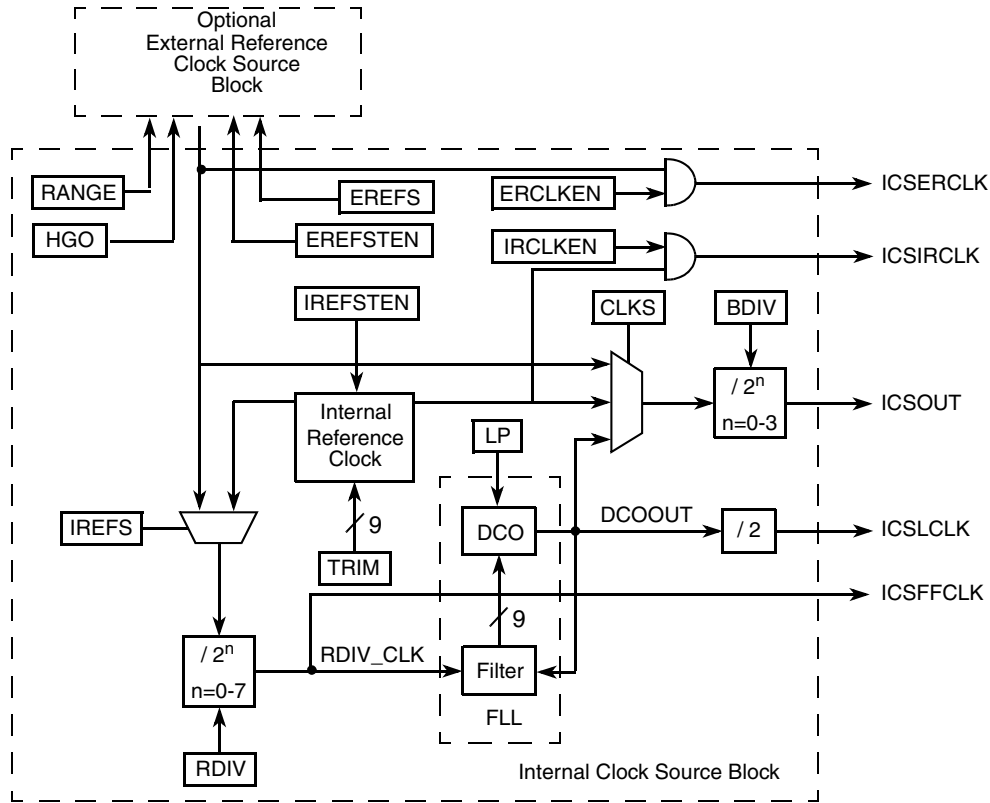 Optional
External Reference
Clock Source
Block
RANGE
HGO
EREFS
EREFSTEN
ERCLKEN
IRCLKEN
ICSERCLK
ICSIRCLK
IREFSTEN
CLKS
BDIV
Internal
Reference
Clock
/ 2ⁿ
n=0-3
ICSOUT
LP
IREFS
9
TRIM
DCO
DCOOUT
/ 2
ICSLCLK
ICSFFCLK
9
/ 2ⁿ
n=0-7
RDIV_CLK
Filter
FLL
RDIV
Internal Clock Source Block